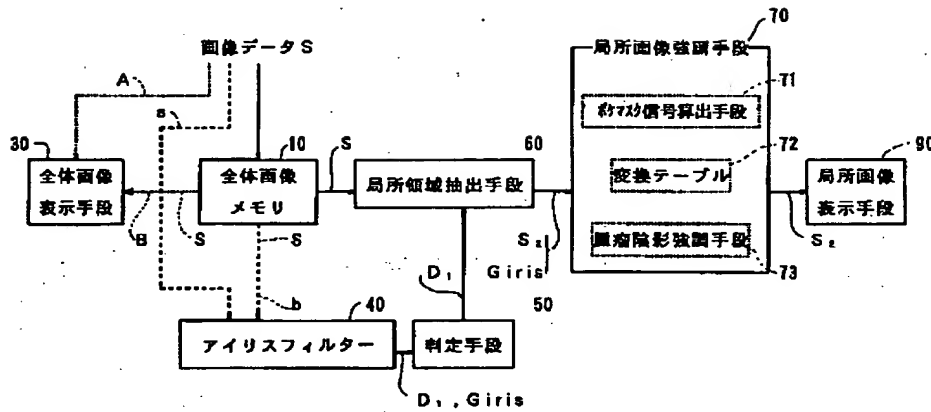 70
画像データS
局所画像強調手段
71
A
a
ボケマスク信号算出手段
30
10
S
60
72
90
全体画像
表示手段
全体画像
メモリ
局所領域抽出手段
変換テーブル
局所画像
表示手段
B
S
S
S₂
Giris
腫瘤陰影強調手段
S₂
73
D₁
b
40
50
アイリスフィルター
判定手段
D₁,Giris